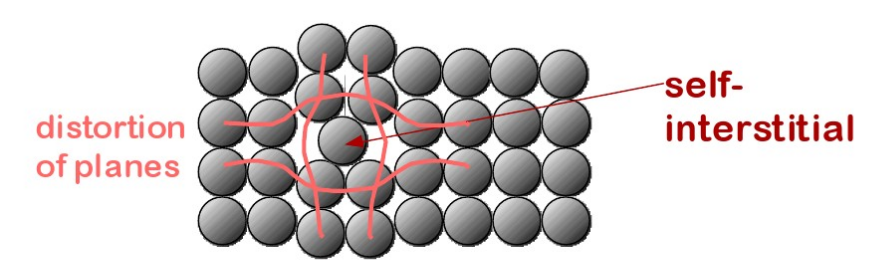 distortion
of planes
self-
interstitial